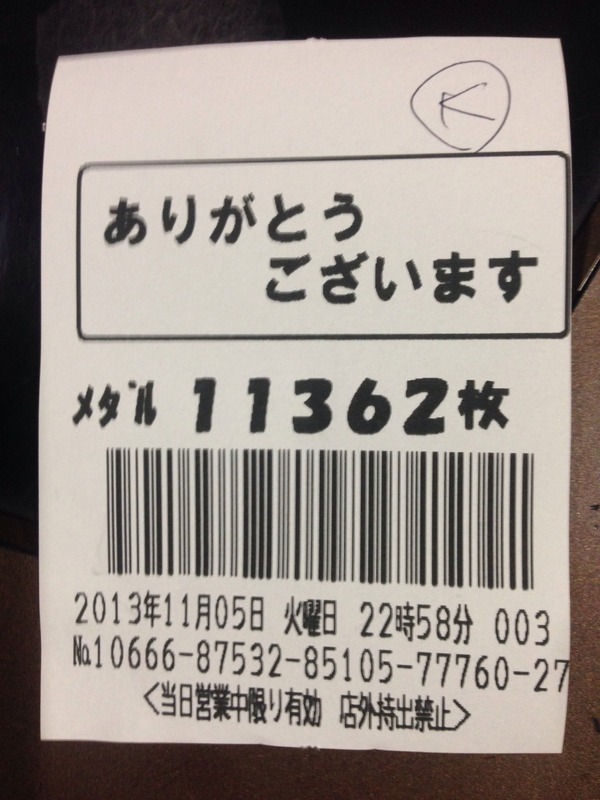 K
ありがとう
ございます
ﾒﾀﾞﾙ 11362枚
2013年11月05日 火曜日 22時58分 003
№10666-87532-85105-77760-27
＜当日営業中限り有効 店外持出禁止＞